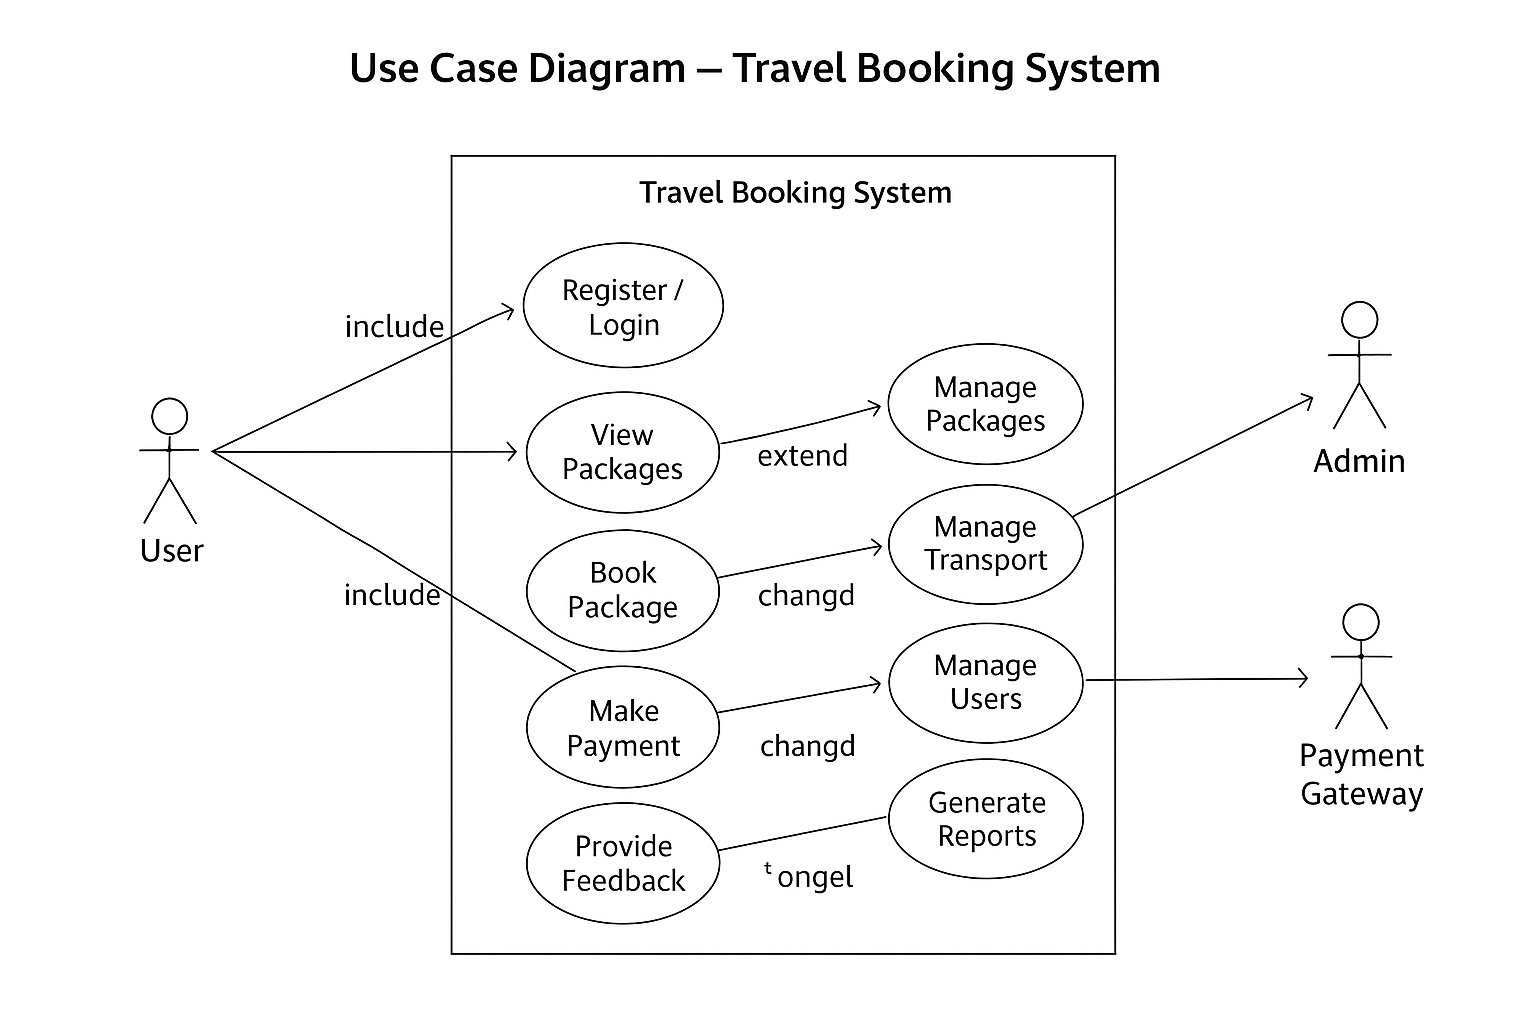 Use Case Diagram – Travel Booking System
Travel Booking System
Register /
Login
include
View
Packages
extend
Manage
Packages
User
Admin
Book
Package
changd
Manage
Transport
include
Make
Payment
changd
Manage
Users
Payment
Gateway
Provide
Feedback
t ongel
Generate
Reports